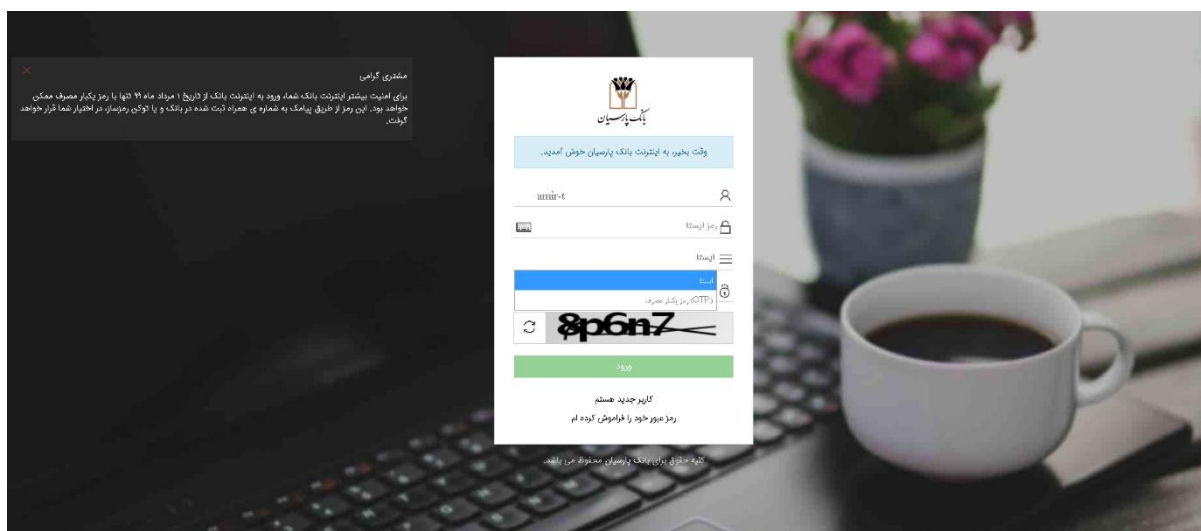 مشتری گرامی
برای امنیت بیشتر اینترنت بانک شما، ورود به اینترنت بانک از تاریخ ۱ مرداد ماه ۹۹ تنها با رمز یکبار مصرف ممکن
خواهد بود. این رمز از طریق پیامک به شماره ی همراه ثبت شده در بانک و یا توکن رمزساز، در اختیار شما قرار خواهد
گرفت.
بانک پارسیان
وقت بخیر، به اینترنت بانک پارسیان خوش آمدید.
amir-t
رمز ایستا
ایستا
ایستا
(OTP) رمز یکبار مصرف
8p6n7
ورود
کاربر جدید هستم
رمز عبور خود را فراموش کرده ام
کلیه حقوق برای بانک پارسیان محفوظ می باشد.